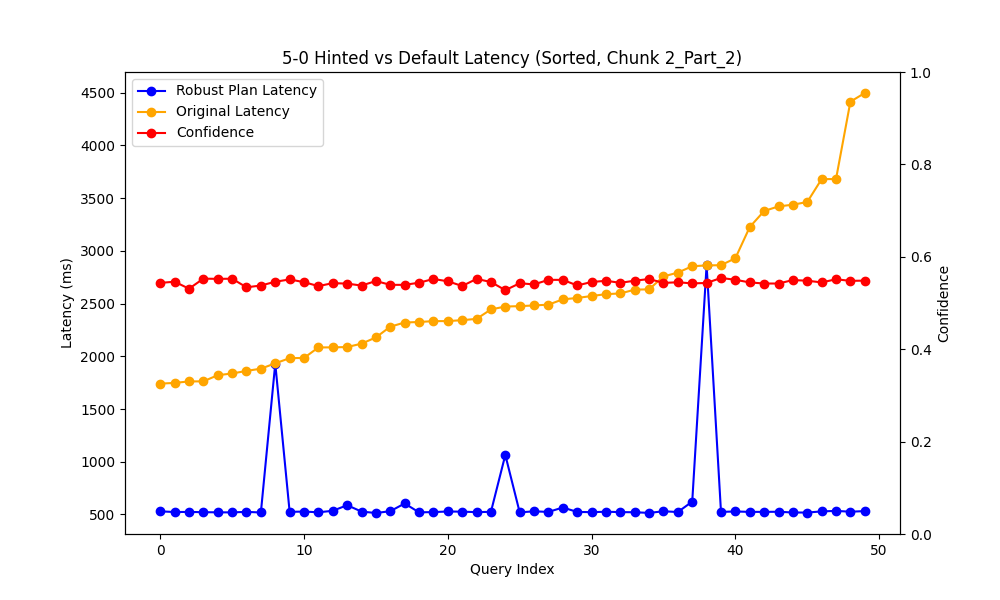 5-0 Hinted vs Default Latency (Sorted, Chunk 2_Part_2)
Robust Plan Latency
Original Latency
Confidence
Latency (ms)
4500
4000
3500
3000
2500
2000
1500
1000
500
1.0
0.8
0.6
0.4
0.2
0.0
Confidence
0 10 20 30 40 50
Query Index